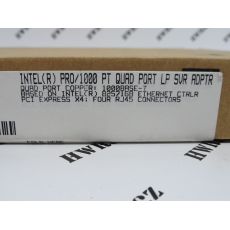 INTEL(R) PRO/1000 PT QUAD PORT LP SVR ADPTR
QUAD PORT COPPER: 1000BASE-T
BASED ON INTEL(R) 82571GB ETHERNET CTRLR
PCI EXPRESS X4: FOUR RJ45 CONNECTORS